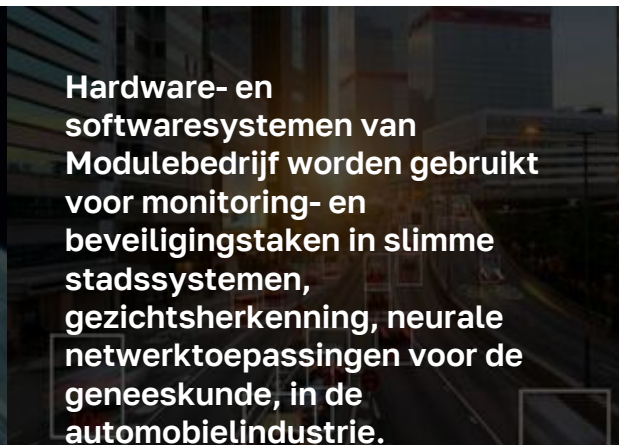 Hardware- en
softwaresystemen van
Modulebedrijf worden gebruikt
voor monitoring- en
beveiligingstaken in slimme
stadssystemen,
gezichtsherkenning, neurale
netwerktoepassingen voor de
geneeskunde, in de
automobielindustrie.